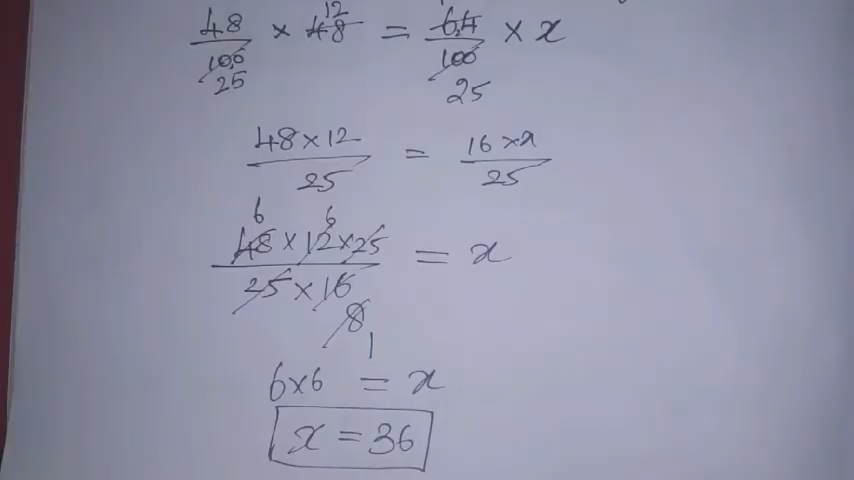 12
48/100 × 48 = 64/100 × x
25 25
48×12/25 = 16×x/25
6 6
48×12×25/25×16 = x
8
1
6×6 = x
x = 36